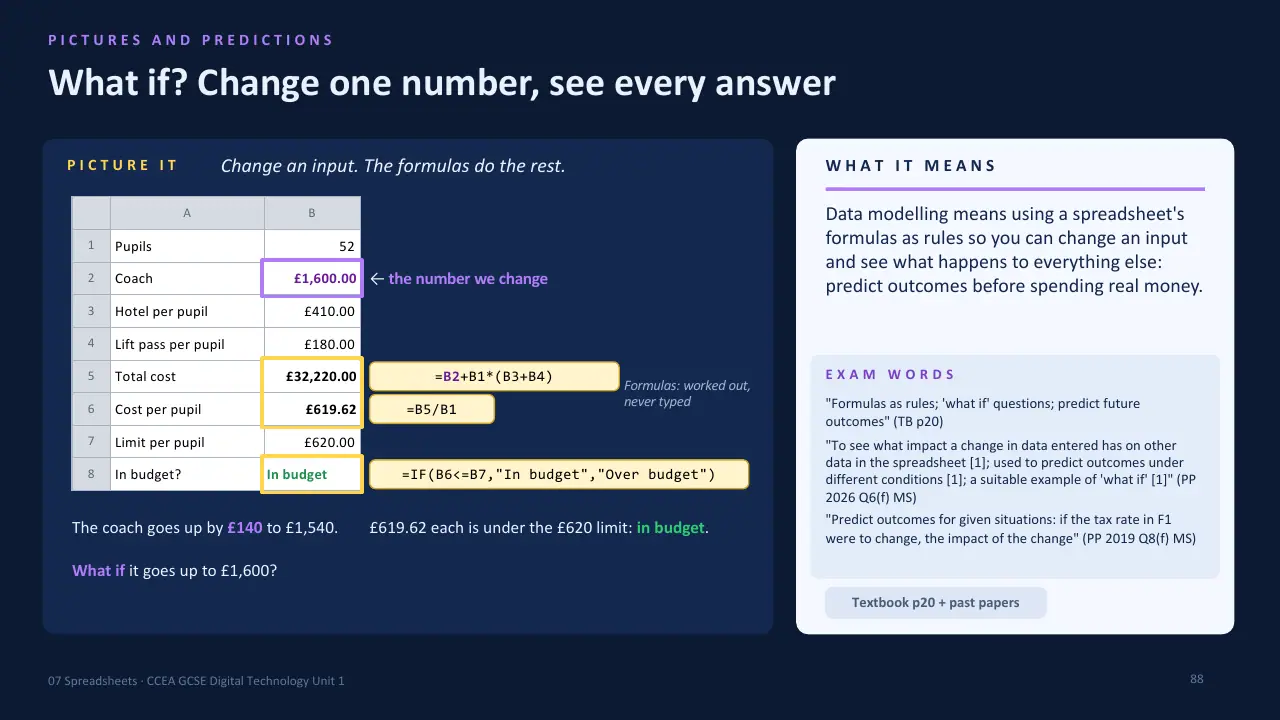 PICTURES AND PREDICTIONS
What if? Change one number, see every answer
PICTURE IT
Change an input. The formulas do the rest.
A B
1 Pupils 52
2 Coach £1,600.00 ← the number we change
3 Hotel per pupil £410.00
4 Lift pass per pupil £180.00
5 Total cost £32,220.00 =B2+B1*(B3+B4)
6 Cost per pupil £619.62 =B5/B1
Formulas: worked out,
never typed
7 Limit per pupil £620.00
8 In budget? In budget =IF(B6<=B7,"In budget","Over budget")
The coach goes up by £140 to £1,540. £619.62 each is under the £620 limit: in budget.
What if it goes up to £1,600?
WHAT IT MEANS
Data modelling means using a spreadsheet's
formulas as rules so you can change an input
and see what happens to everything else:
predict outcomes before spending real money.
EXAM WORDS
"Formulas as rules; 'what if' questions; predict future
outcomes" (TB p20)
"To see what impact a change in data entered has on other
data in the spreadsheet [1]; used to predict outcomes under
different conditions [1]; a suitable example of 'what if' [1]" (PP
2026 Q6(f) MS)
"Predict outcomes for given situations: if the tax rate in F1
were to change, the impact of the change" (PP 2019 Q8(f) MS)
Textbook p20 + past papers
07 Spreadsheets · CCEA GCSE Digital Technology Unit 1
88